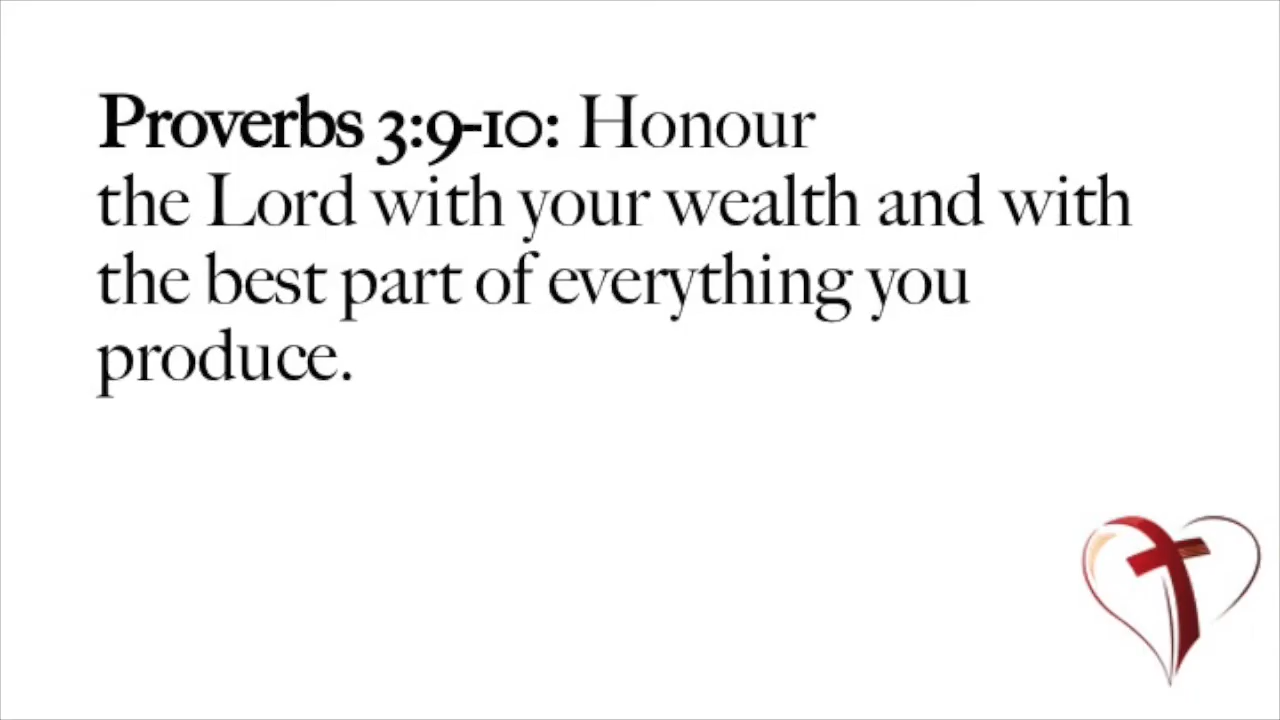 Proverbs 3:9-10: Honour
the Lord with your wealth and with
the best part of everything you
produce.